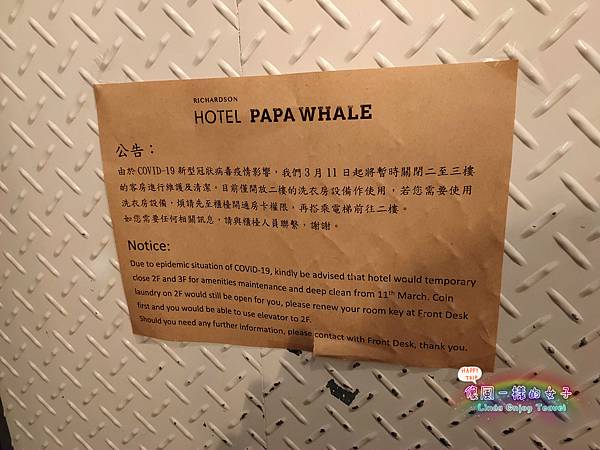 RICHARDSON
HOTEL PAPA WHALE
公告：
由於 COVID-19 新型冠狀病毒疫情影響，我們 3 月 11 日起將暫時關閉二至三樓
的客房進行維護及清潔。目前僅開放二樓的洗衣房設備作使用，若您需要使用
洗衣房設備，煩請先至櫃檯開通房卡權限，再搭乘電梯前往二樓。
如您需要任何相關訊息，請與櫃檯人員聯繫，謝謝。
Notice:
Due to epidemic situation of COVID-19, kindly be advised that hotel would temporary
close 2F and 3F for amenities maintenance and deep clean from 11th March. Coin
laundry on 2F would still be open for you, please renew your room key at Front Desk
first and you would be able to use elevator to 2F.
Should you need any further information, please contact with Front Desk, thank you.
HAPPY TRIP
像風一樣的女子
Linda Enjoy Travel